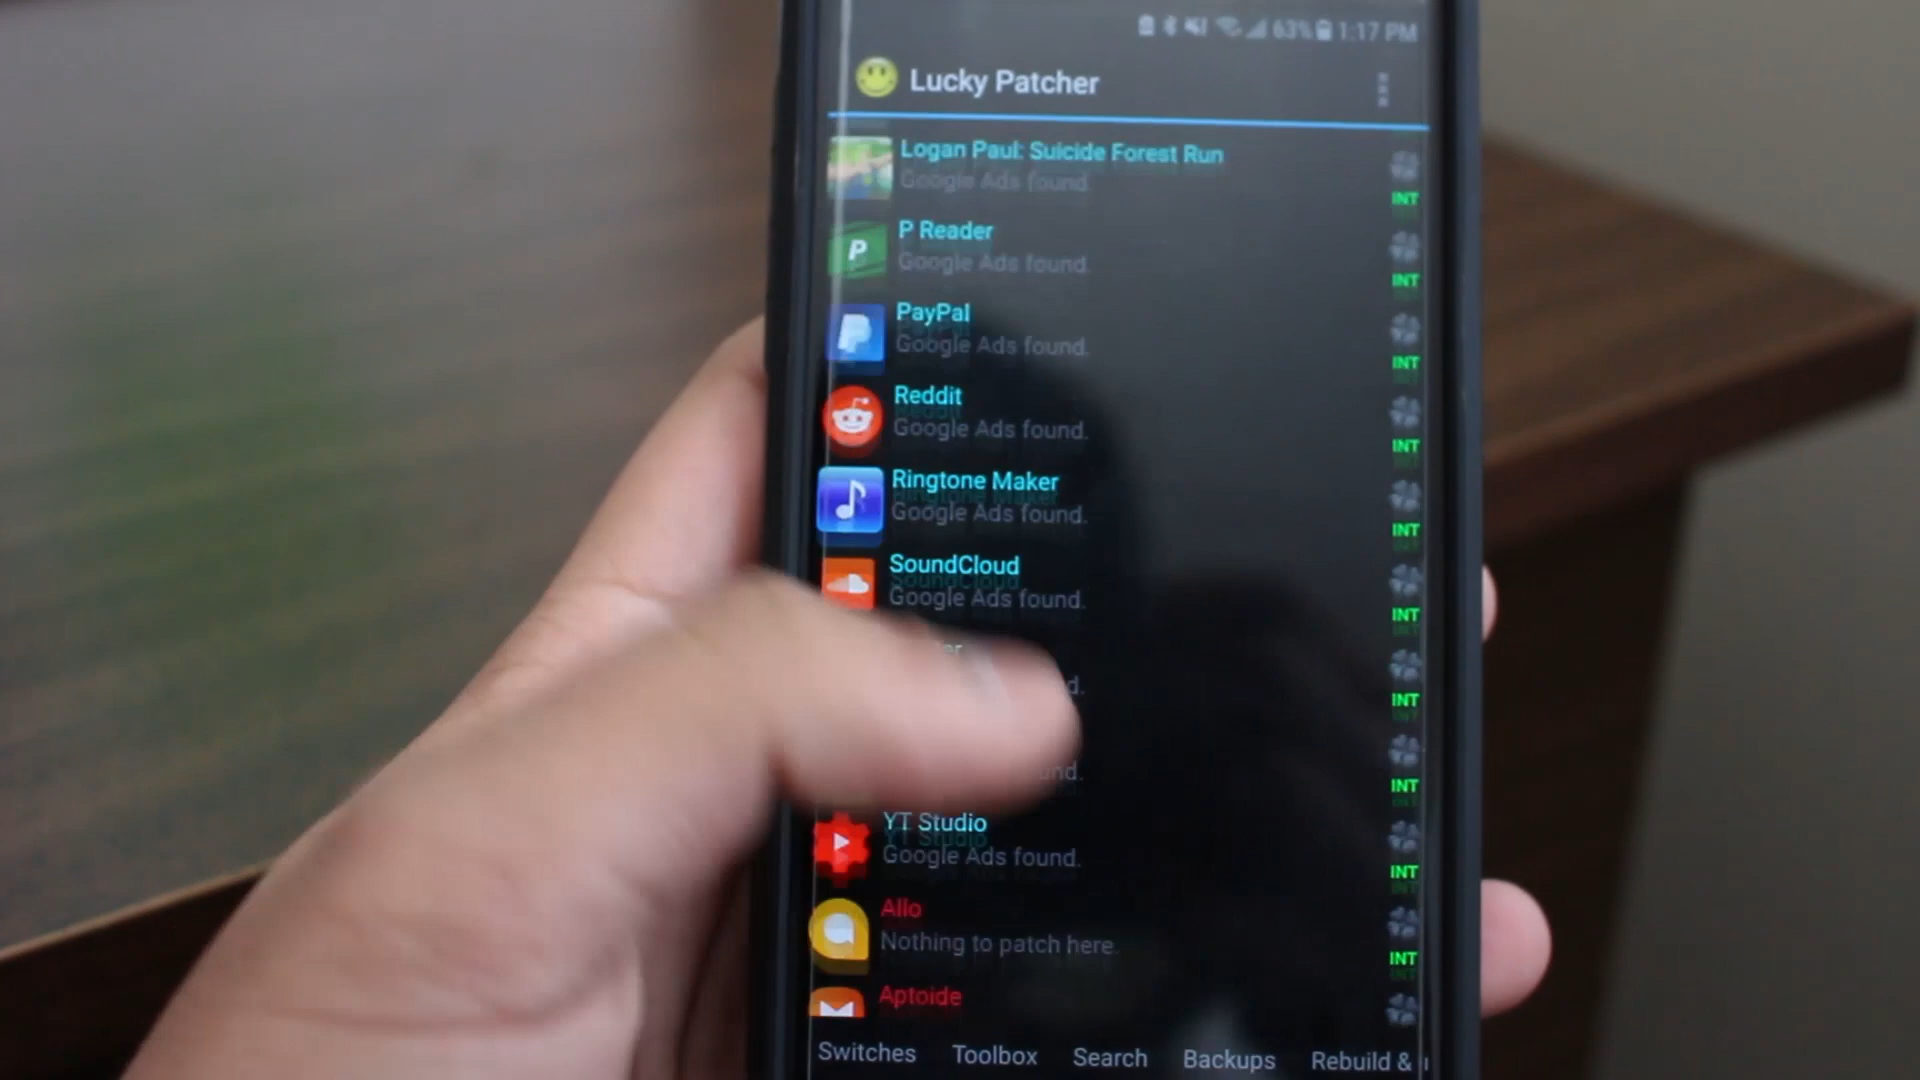 63% 1:17 PM
Lucky Patcher
Logan Paul: Suicide Forest Run
Google Ads found.
INT
P
P Reader
Google Ads found.
INT
PayPal
Google Ads found.
INT
Reddit
Google Ads found.
INT
Ringtone Maker
Google Ads found.
INT
SoundCloud
Google Ads found.
INT
INT
INT
YT Studio
Google Ads found.
INT
Allo
Nothing to patch here.
INT
Aptoide
Switches Toolbox Search Backups Rebuild &